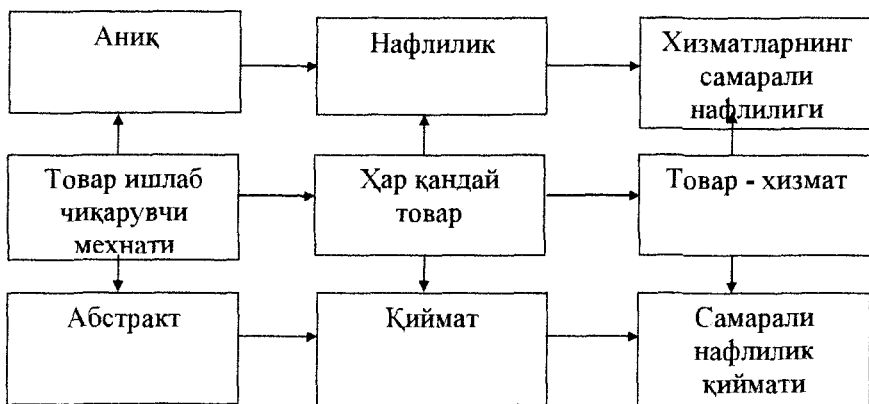 Аниқ
Нафлилик
Хизматларнинг
самарали
нафлилиги
Товар ишлаб
чиқарувчи
мехнати
Ҳар қандай
товар
Товар - хизмат
Абстракт
Қиймат
Самарали
нафлилик
қиймати